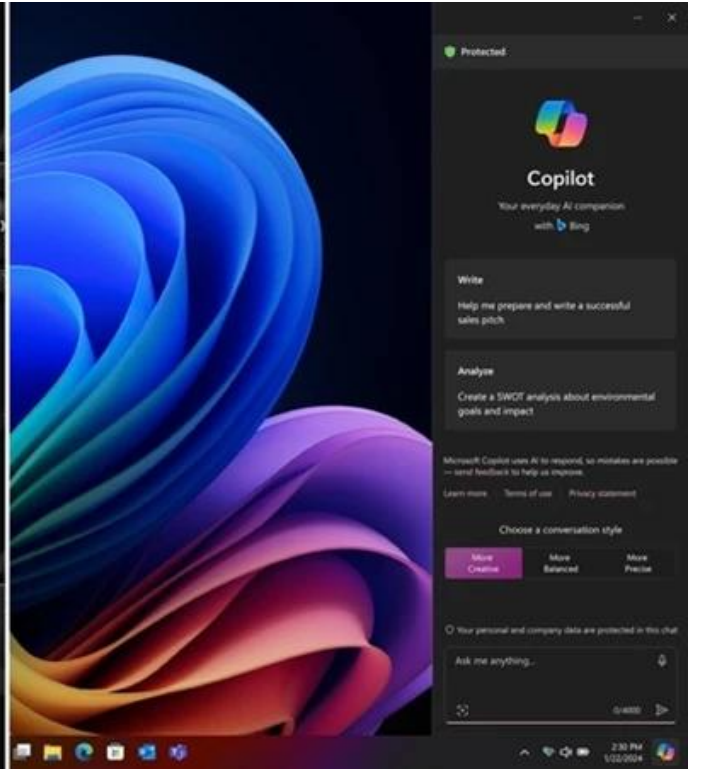 Protected
Copilot
Your everyday AI companion
with Bing
Write
Help me prepare and write a successful
sales pitch
Analyze
Create a SWOT analysis about environmental
goals and impact
Microsoft Copilot uses AI to respond, so mistakes are possible
— send feedback to help us improve.
Learn more Terms of use Privacy statement
Choose a conversation style
More
Creative
More
Balanced
More
Precise
Your personal and company data are protected in this chat
Ask me anything...
0/4000
2:30 PM
1/22/2024